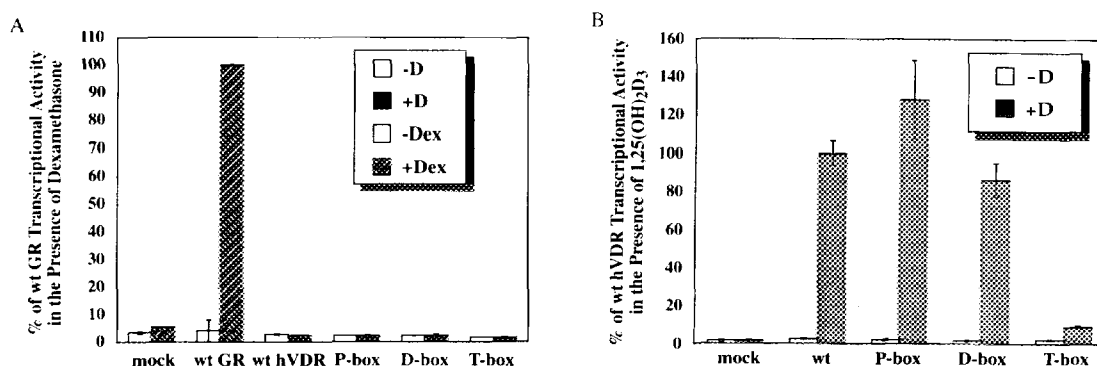 A
% of wt GR Transcriptional Activity
in the Presence of Dexamethasone
110
100
90
80
70
60
50
40
30
20
10
0
-D
+D
-Dex
+Dex
mock
wt GR
wt hVDR
P-box
D-box
T-box
B
% of wt hVDR Transcriptional Activity
in the Presence of 1,25(OH)₂D₃
160
140
120
100
80
60
40
20
0
-D
+D
mock
wt
P-box
D-box
T-box